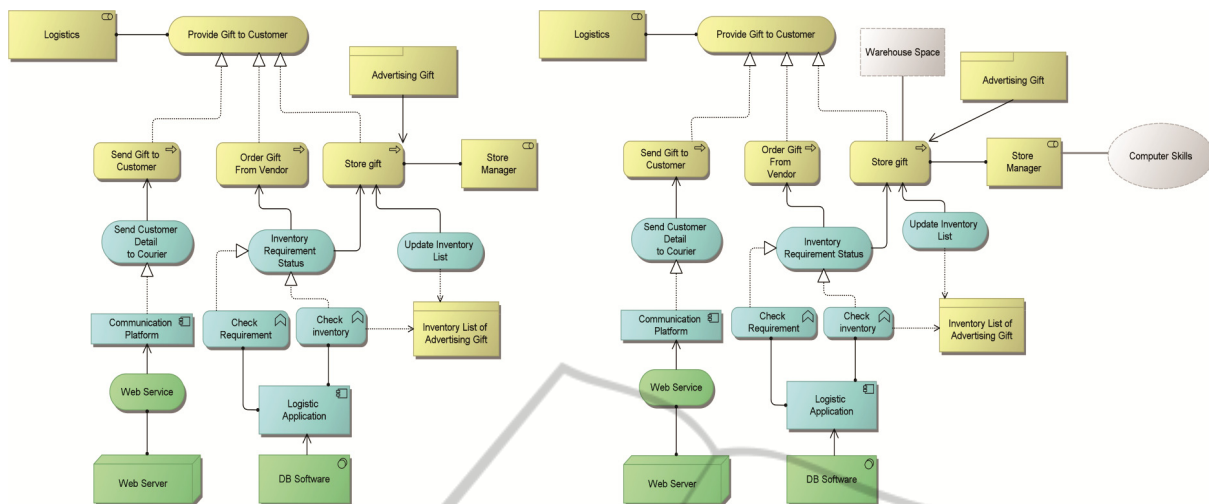 Logistics
Provide Gift to Customer
Advertising Gift
Send Gift to
Customer
Order Gift
From Vendor
Store gift
Store
Manager
Send Customer
Detail
to Courier
Inventory
Requirement
Status
Update Inventory
List
Communication
Platform
Check
Requirement
Check
inventory
Inventory List of
Advertising Gift
Web Service
Logistic
Application
Web Server
DB Software
Logistics
Provide Gift to Customer
Warehouse Space
Advertising Gift
Send Gift to
Customer
Order Gift
From
Vendor
Store gift
Store
Manager
Computer Skills
Send Customer
Detail
to Courier
Inventory
Requirement Status
Update Inventory
List
Communication
Platform
Check
Requirement
Check
inventory
Inventory List of
Advertising Gift
Web Service
Logistic
Application
Web Server
DB Software